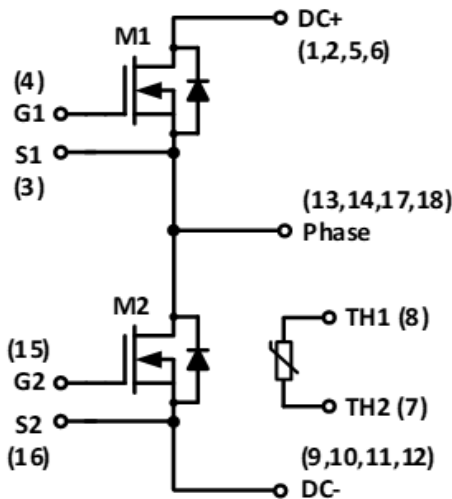 M1
DC+
(1,2,5,6)
(4)
G1
S1
(3)
(13,14,17,18)
Phase
M2
TH1 (8)
(15)
G2
TH2 (7)
S2
(16)
(9,10,11,12)
DC-